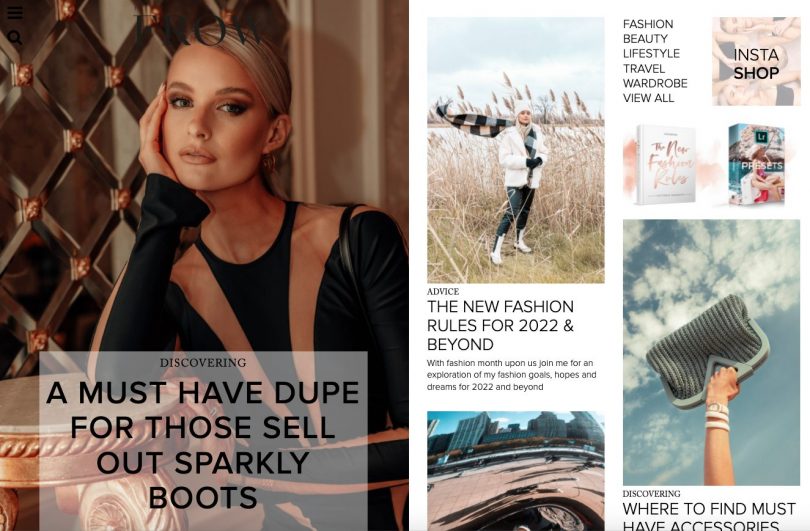 FROW
DISCOVERING
A MUST HAVE DUPE
FOR THOSE SELL
OUT SPARKLY
BOOTS
ADVICE
THE NEW FASHION
RULES FOR 2022 &
BEYOND
With fashion month upon us join me for an
exploration of my fashion goals, hopes and
dreams for 2022 and beyond
FASHION
BEAUTY
LIFESTYLE
TRAVEL
WARDROBE
VIEW ALL
INSTA
SHOP
The New
Fashion
Rules
Lr
PRESETS
DISCOVERING
WHERE TO FIND MUST
HAVE ACCESSORIES